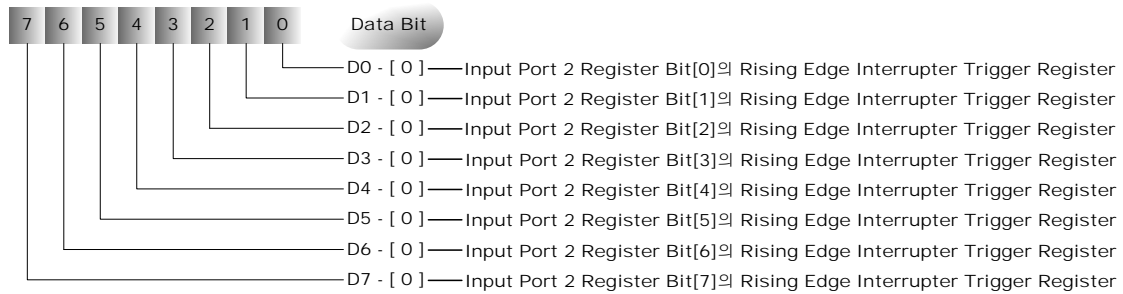 7 6 5 4 3 2 1 0 Data Bit
D0 - [ 0 ] Input Port 2 Register Bit[0]의 Rising Edge Interrupter Trigger Register
D1 - [ 0 ] Input Port 2 Register Bit[1]의 Rising Edge Interrupter Trigger Register
D2 - [ 0 ] Input Port 2 Register Bit[2]의 Rising Edge Interrupter Trigger Register
D3 - [ 0 ] Input Port 2 Register Bit[3]의 Rising Edge Interrupter Trigger Register
D4 - [ 0 ] Input Port 2 Register Bit[4]의 Rising Edge Interrupter Trigger Register
D5 - [ 0 ] Input Port 2 Register Bit[5]의 Rising Edge Interrupter Trigger Register
D6 - [ 0 ] Input Port 2 Register Bit[6]의 Rising Edge Interrupter Trigger Register
D7 - [ 0 ] Input Port 2 Register Bit[7]의 Rising Edge Interrupter Trigger Register